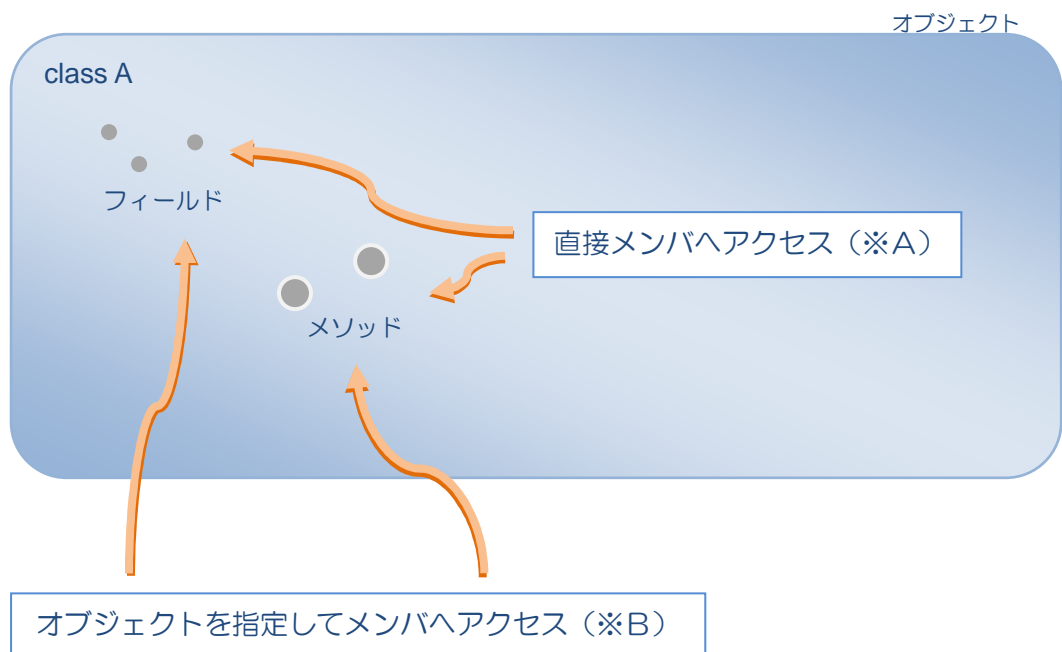 オブジェクト
class A
フィールド
直接メンバへアクセス（※Ａ）
メソッド
オブジェクトを指定してメンバへアクセス（※Ｂ）